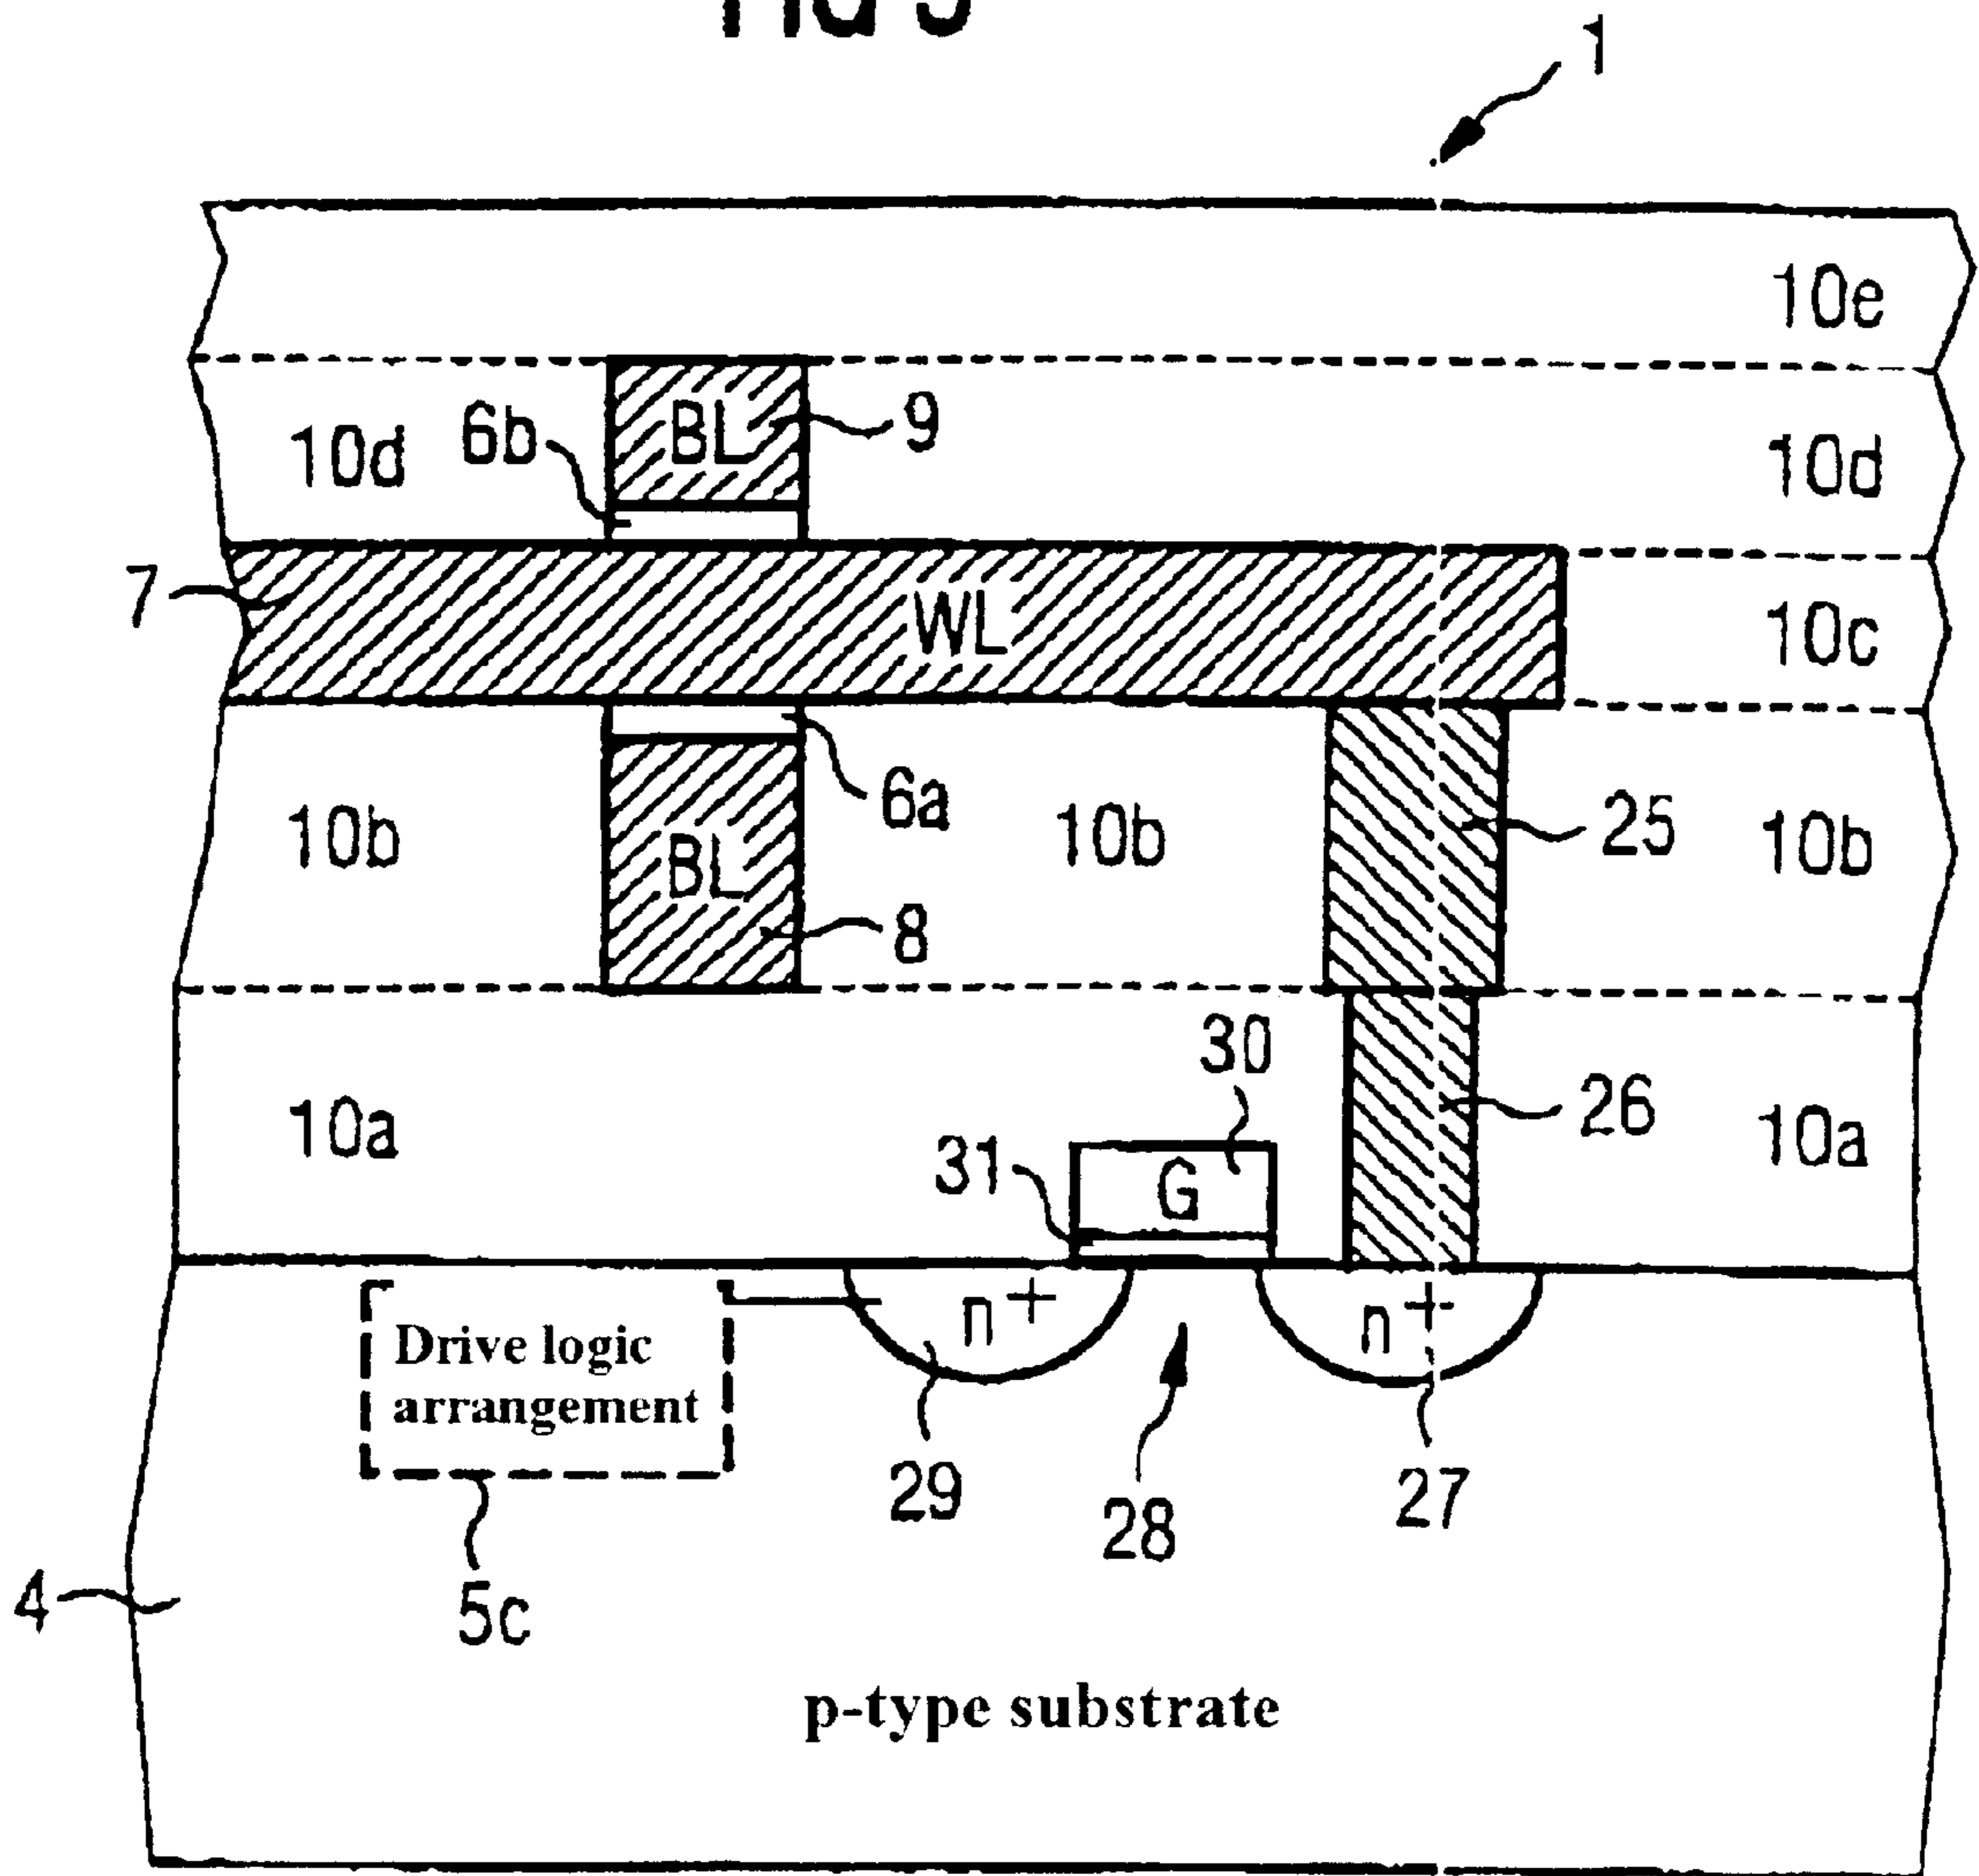 1
10e
10d 6b BL 9 10d
7 WL 10c
6a
10b BL 10b 25 10b
8
30
10a 31 G 26 10a
n+ n+
Drive logic
arrangement
29 28 27
4 5c
p-type substrate